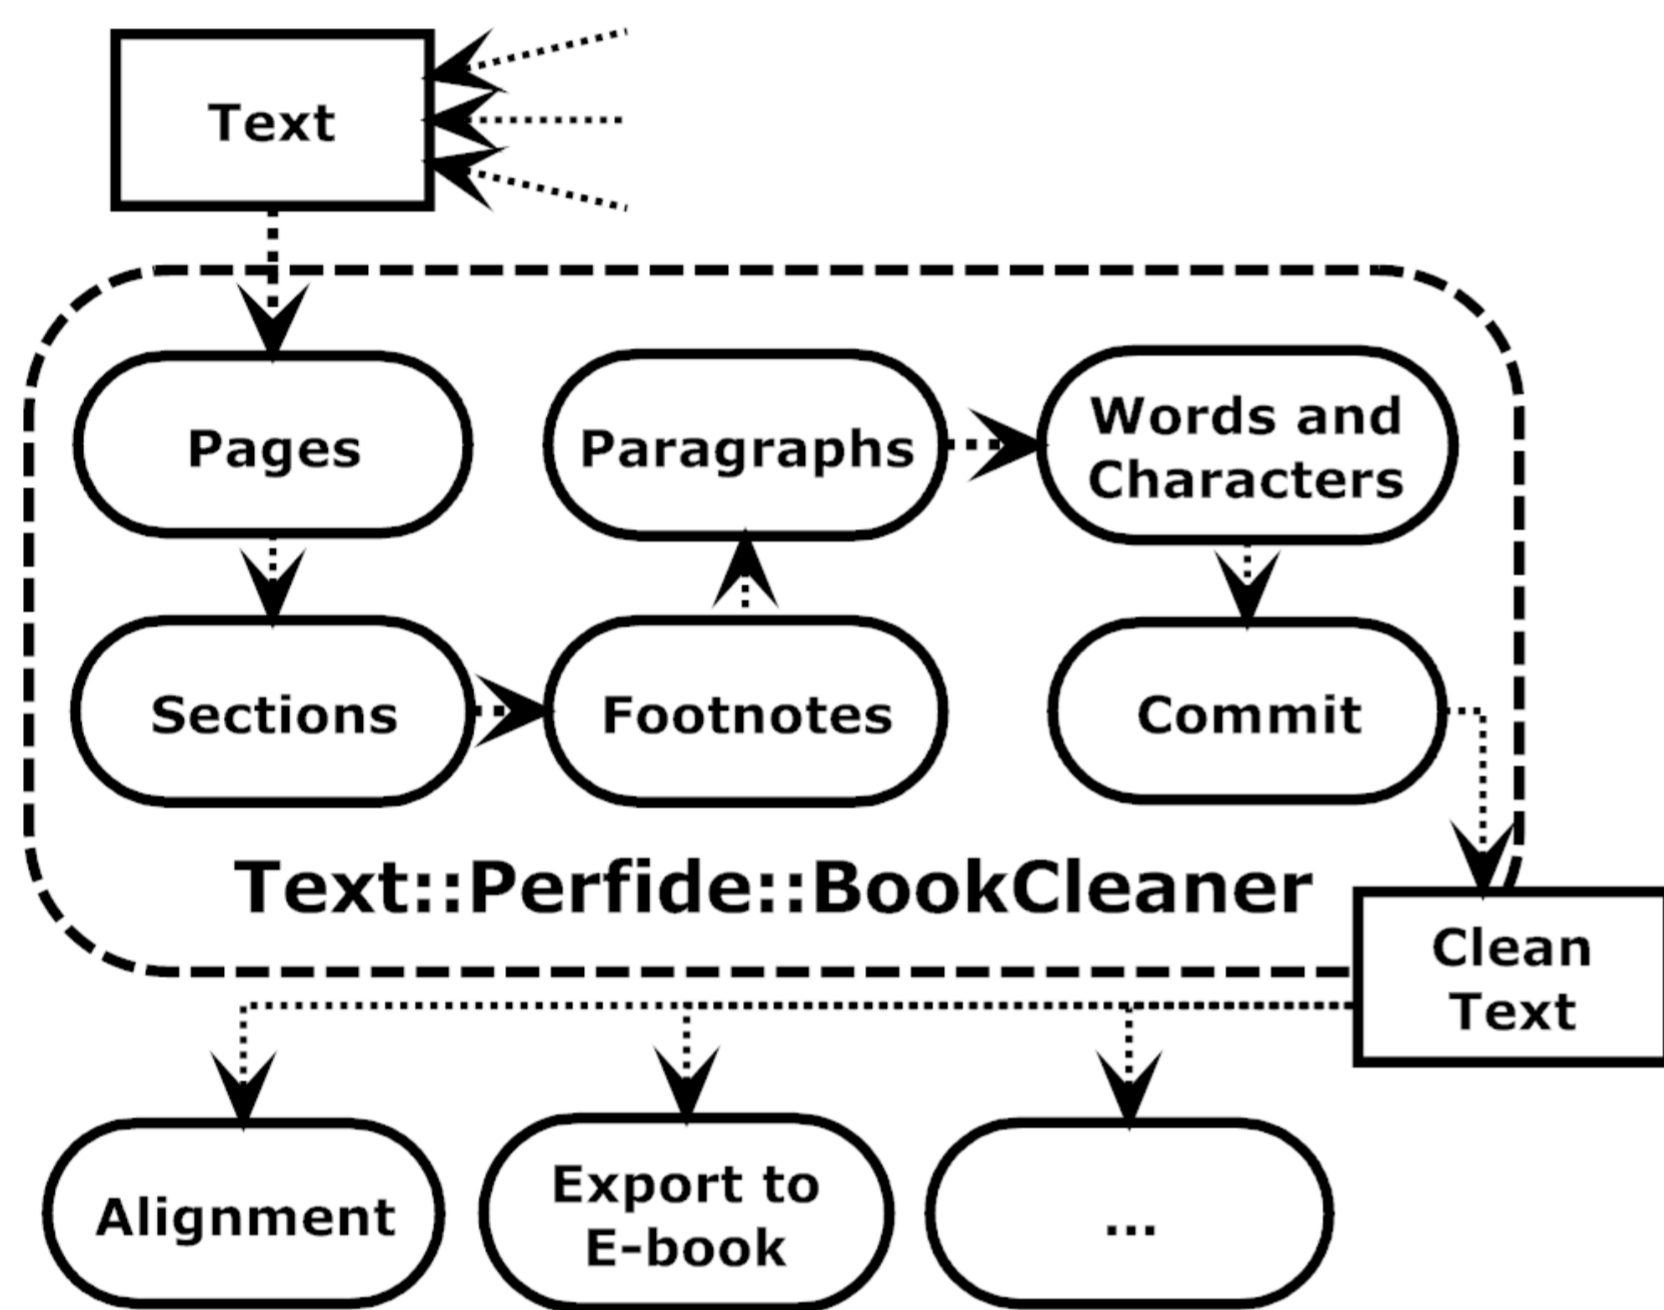 Text
Pages
Paragraphs
Words and
Characters
Sections
Footnotes
Commit
Text::Perfide::BookCleaner
Clean
Text
Alignment
Export to
E-book
...